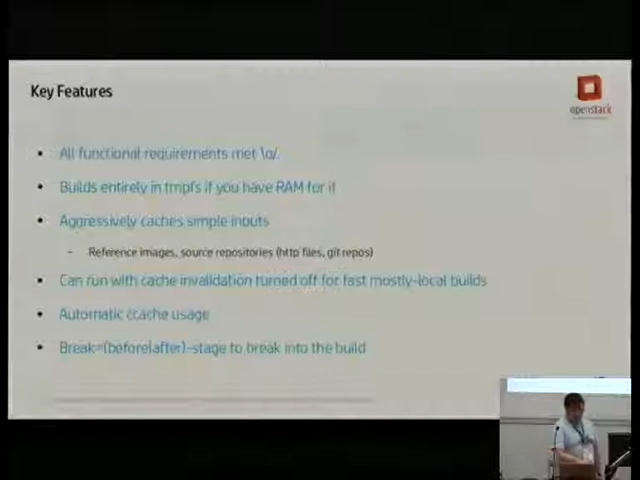 Key Features
openstack
• All functional requirements met \o/.
• Builds entirely in tmpfs if you have RAM for it
• Aggressively caches simple inputs
– Reference images, source repositories (http files, git repos)
• Can run with cache invalidation turned off for fast mostly-local builds
• Automatic ccache usage
• Break=(before|after)-stage to break into the build